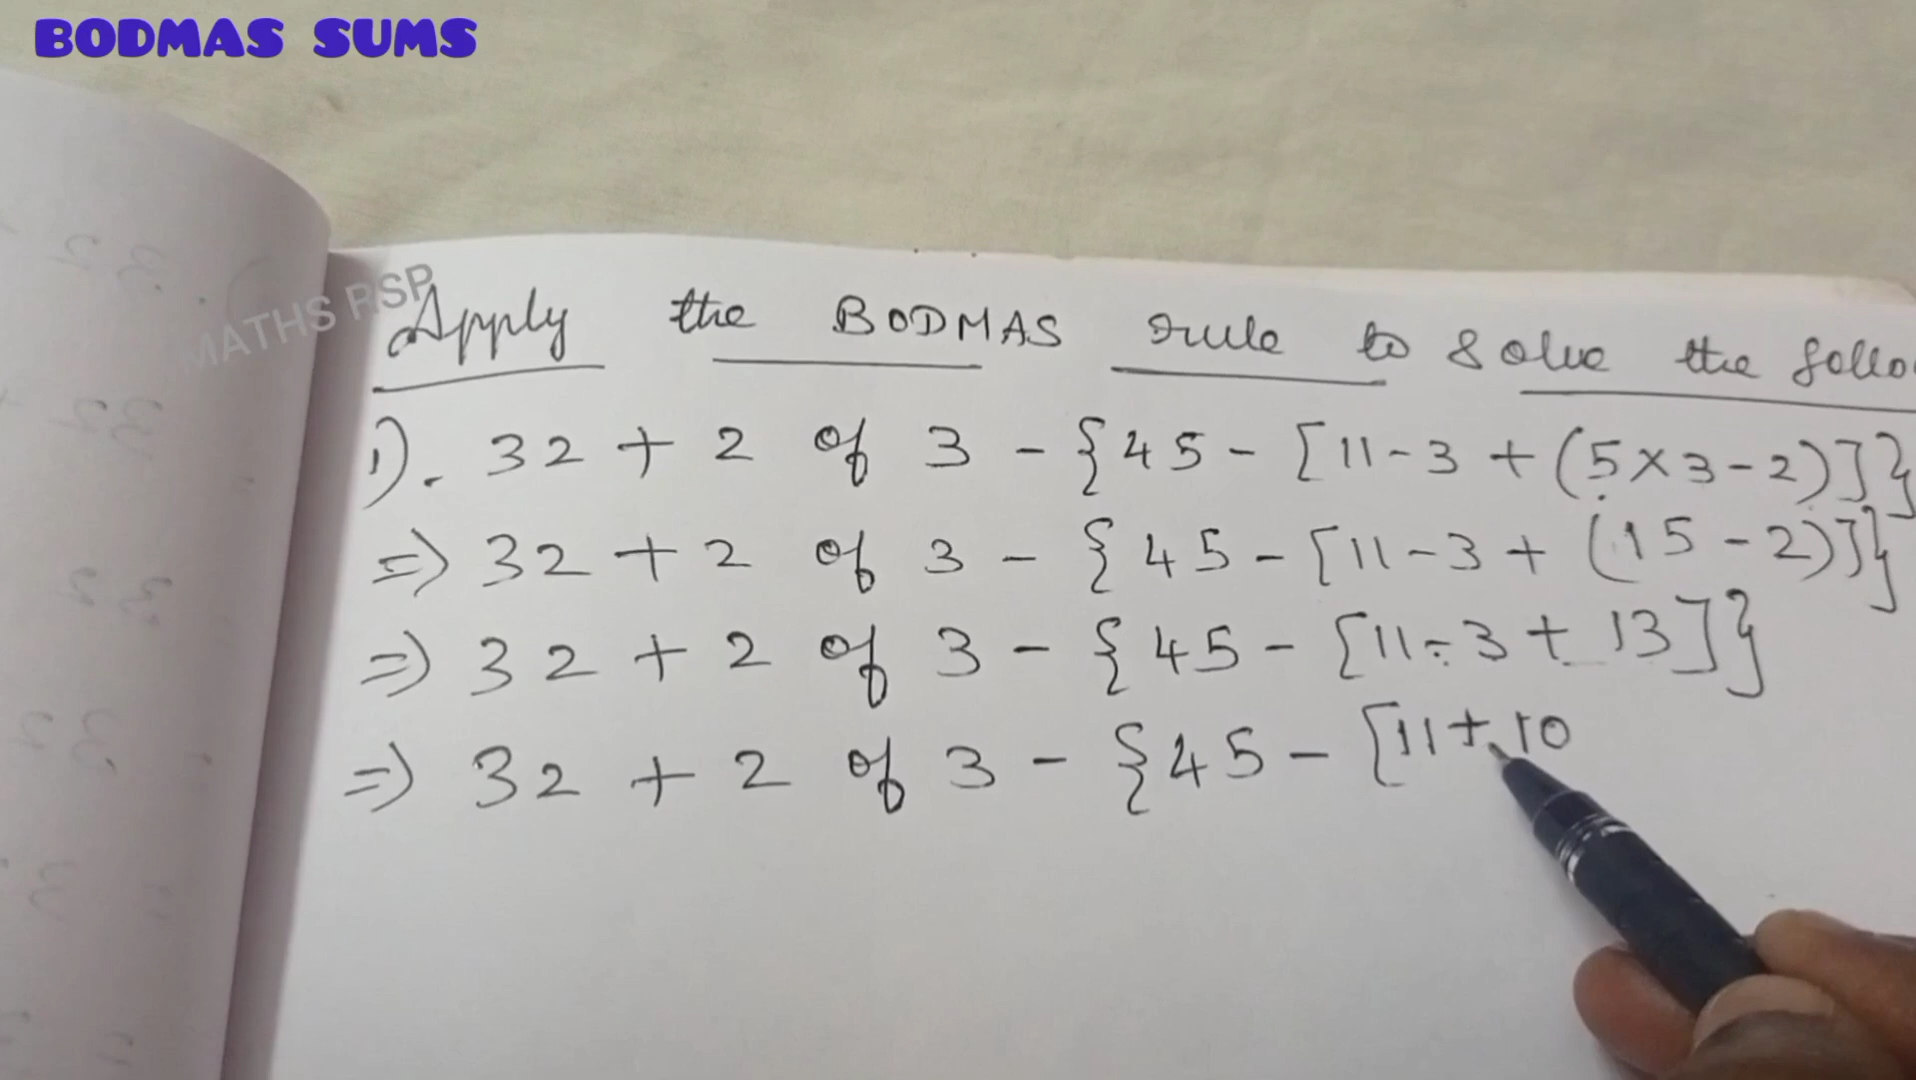 BODMAS SUMS
MATHS RSP
Apply the BODMAS rule to solve the follo
1). 32 + 2 of 3 - {45 - [11 - 3 + (5 × 3 - 2)]}
=> 32 + 2 of 3 - {45 - [11 - 3 + (15 - 2)]}
=> 32 + 2 of 3 - {45 - [11 - 3 + 13]}
=> 32 + 2 of 3 - {45 - [11 + 10